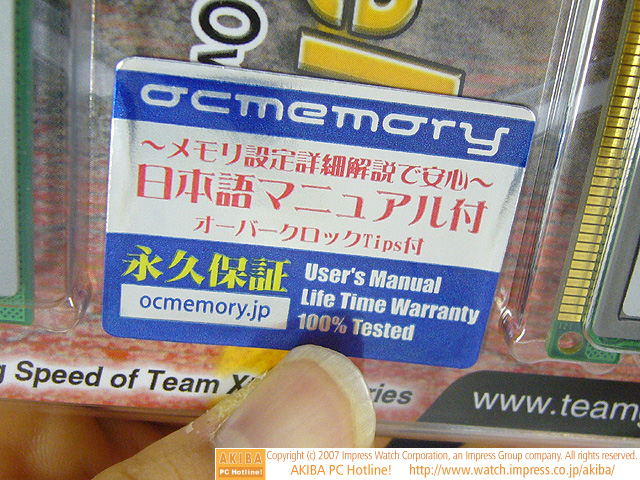 ocmemory
～メモリ設定詳細解説で安心～
日本語マニュアル付
オーバークロックTips付
永久保証
ocmemory.jp
User's Manual
Life Time Warranty
100% Tested
Speed of Team
www.team
AKIBA
PC Hotline!
Copyright (c) 2007 Impress Watch Corporation, an Impress Group company. All rights reserved.
AKIBA PC Hotline! http://www.watch.impress.co.jp/akiba/